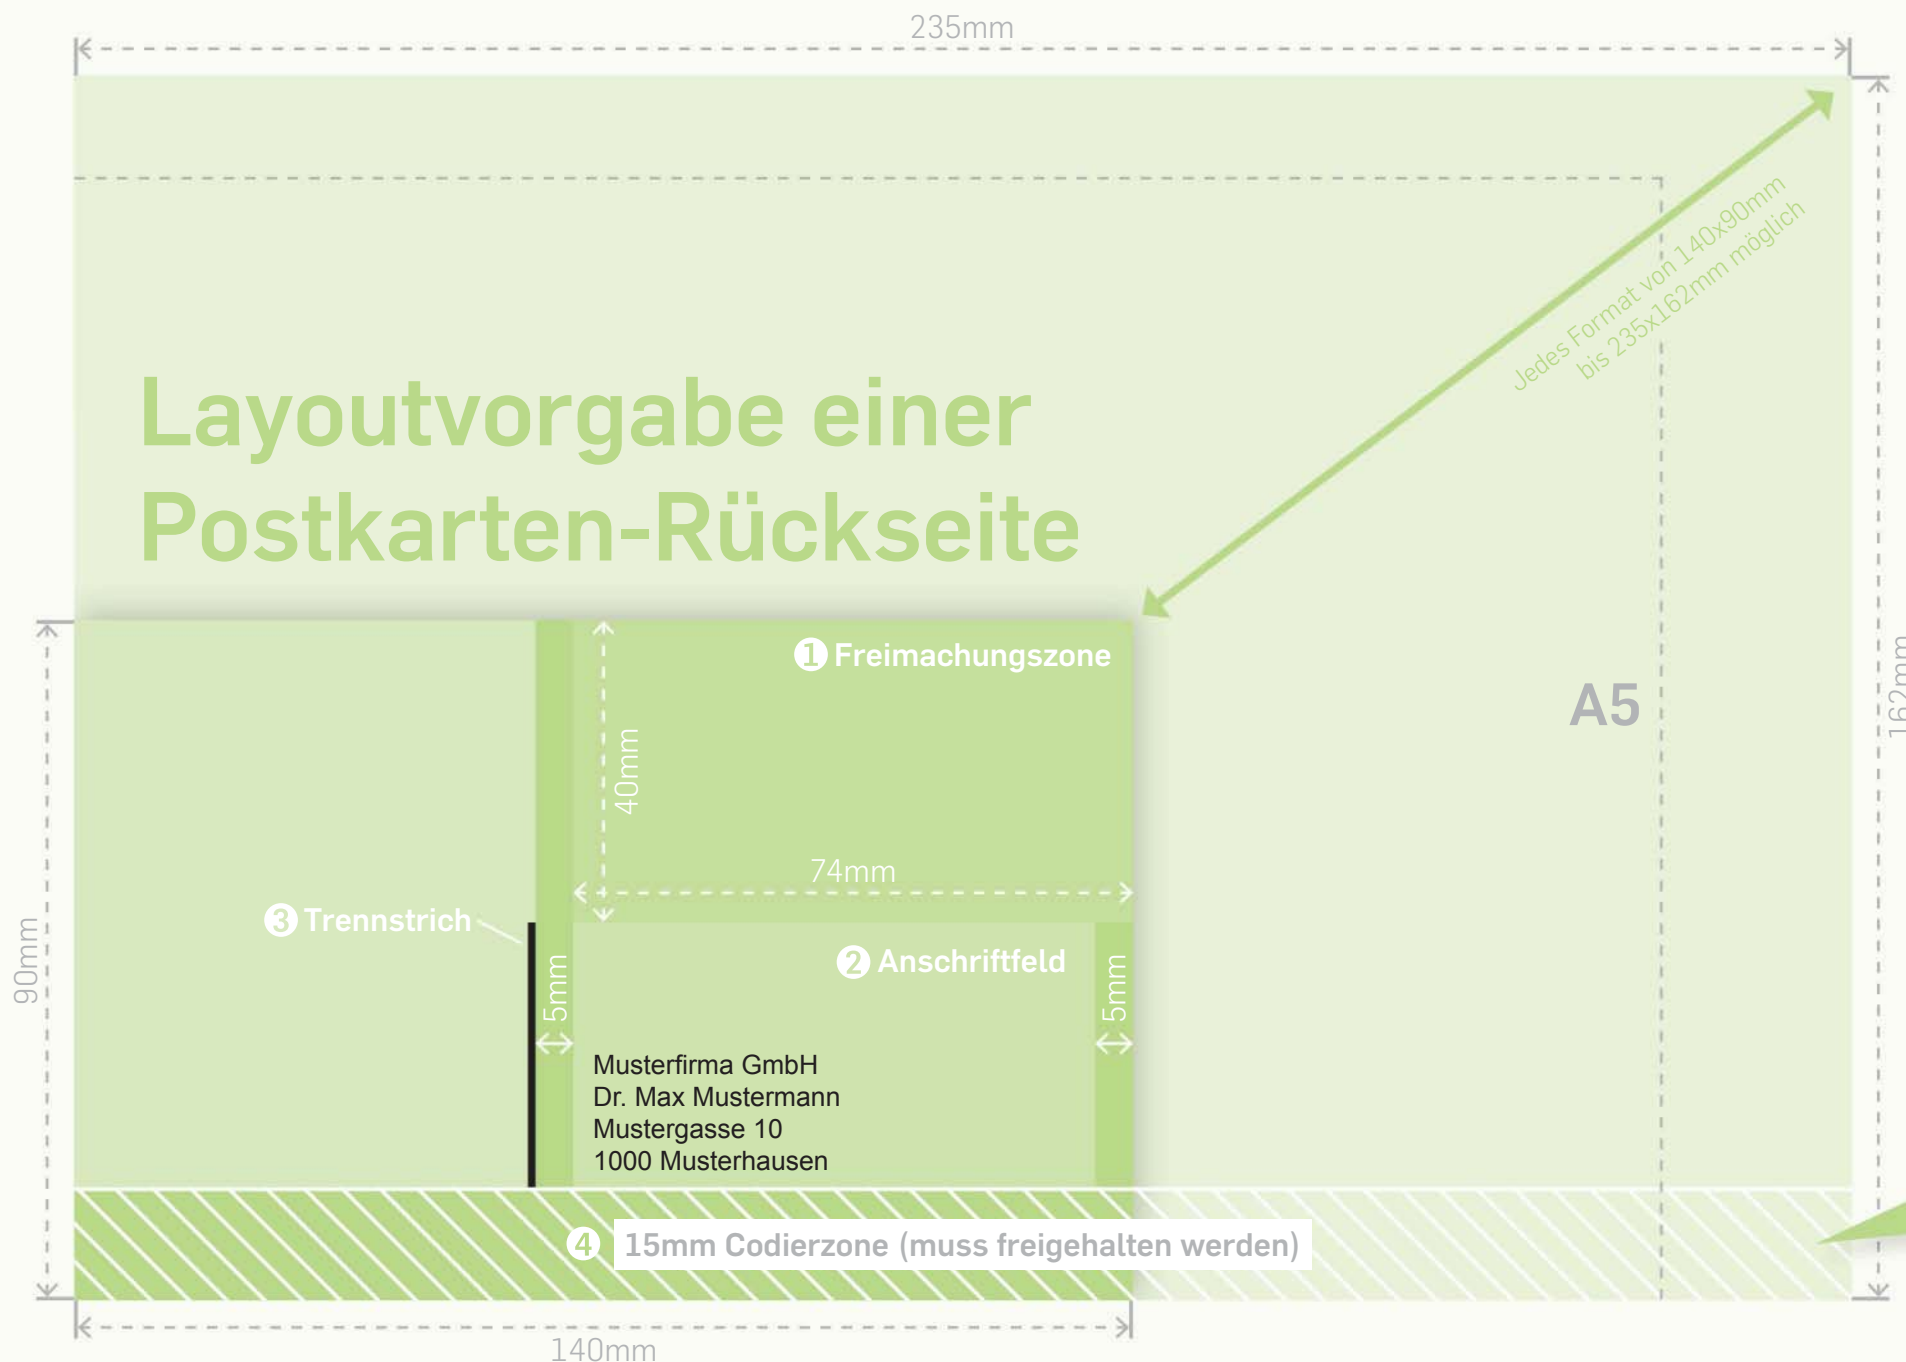 235mm
Jedes Format von 140x90mm
bis 235x162mm möglich
Layoutvorgabe einer
Postkarten-Rückseite
1 Freimachungszone
40mm
A5
162mm
74mm
3 Trennstrich
2 Anschriftfeld
90mm
5mm
5mm
Musterfirma GmbH
Dr. Max Mustermann
Mustergasse 10
1000 Musterhausen
4 15mm Codierzone (muss freigehalten werden)
140mm